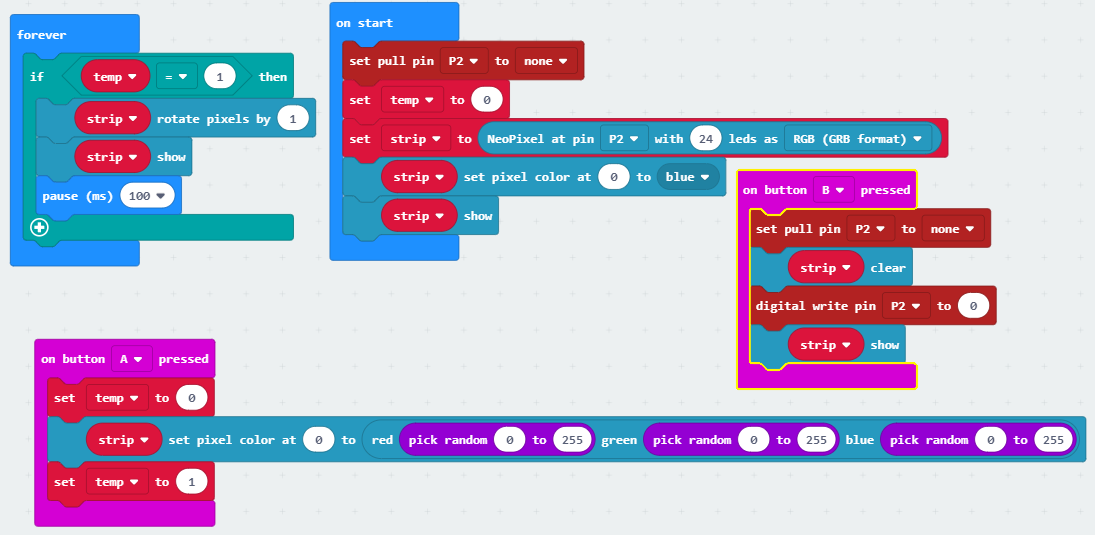 forever
if temp = 1 then
strip rotate pixels by 1
strip show
pause (ms) 100
on start
set pull pin P2 to none
set temp to 0
set strip to NeoPixel at pin P2 with 24 leds as RGB (GRB format)
strip set pixel color at 0 to blue
strip show
on button B pressed
set pull pin P2 to none
strip clear
digital write pin P2 to 0
strip show
on button A pressed
set temp to 0
strip set pixel color at 0 to red pick random 0 to 255 green pick random 0 to 255 blue pick random 0 to 255
set temp to 1